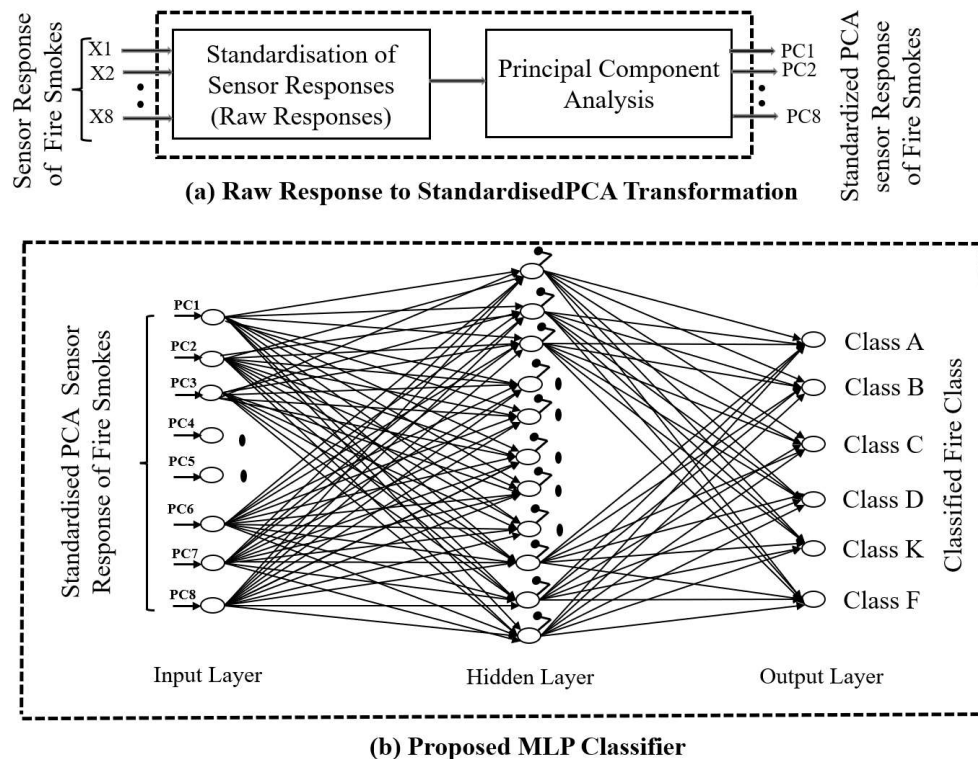 Sensor Response
of Fire Smokes
X1
X2
X8
Standardisation of
Sensor Responses
(Raw Responses)
Principal Component
Analysis
PC1
PC2
PC8
Standardized PCA
sensor Response
of Fire Smokes
(a) Raw Response to StandardisedPCA Transformation
Standardised PCA Sensor
Response of Fire Smokes
PC1
PC2
PC3
PC4
PC5
PC6
PC7
PC8
Class A
Class B
Class C
Class D
Class K
Class F
Classified Fire Class
Input Layer
Hidden Layer
Output Layer
(b) Proposed MLP Classifier